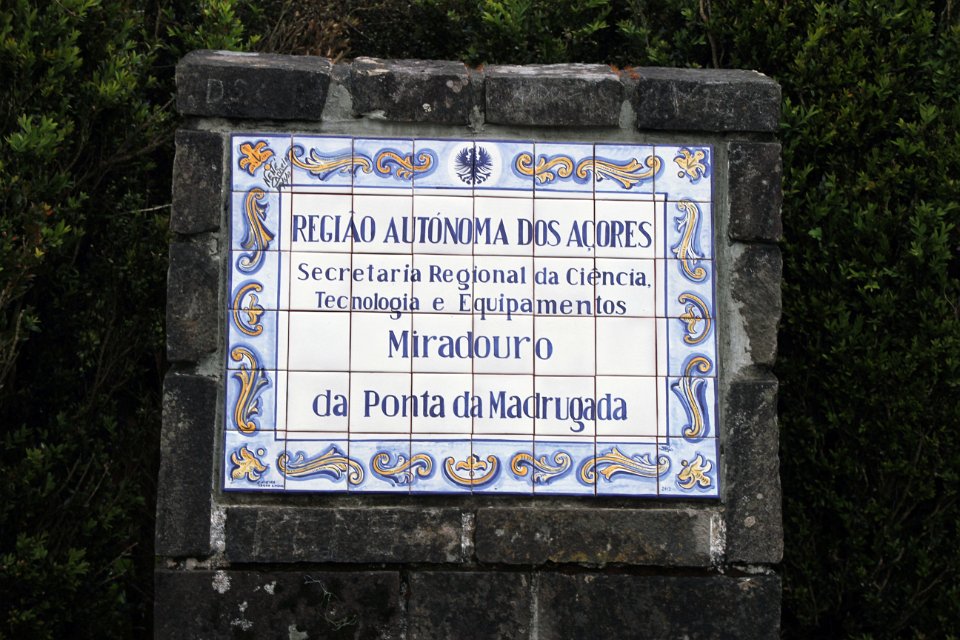 REGIÃO AUTÓNOMA DOS AÇORES
Secretaria Regional da Ciência,
Tecnologia e Equipamentos
Miradouro
da Ponta da Madrugada